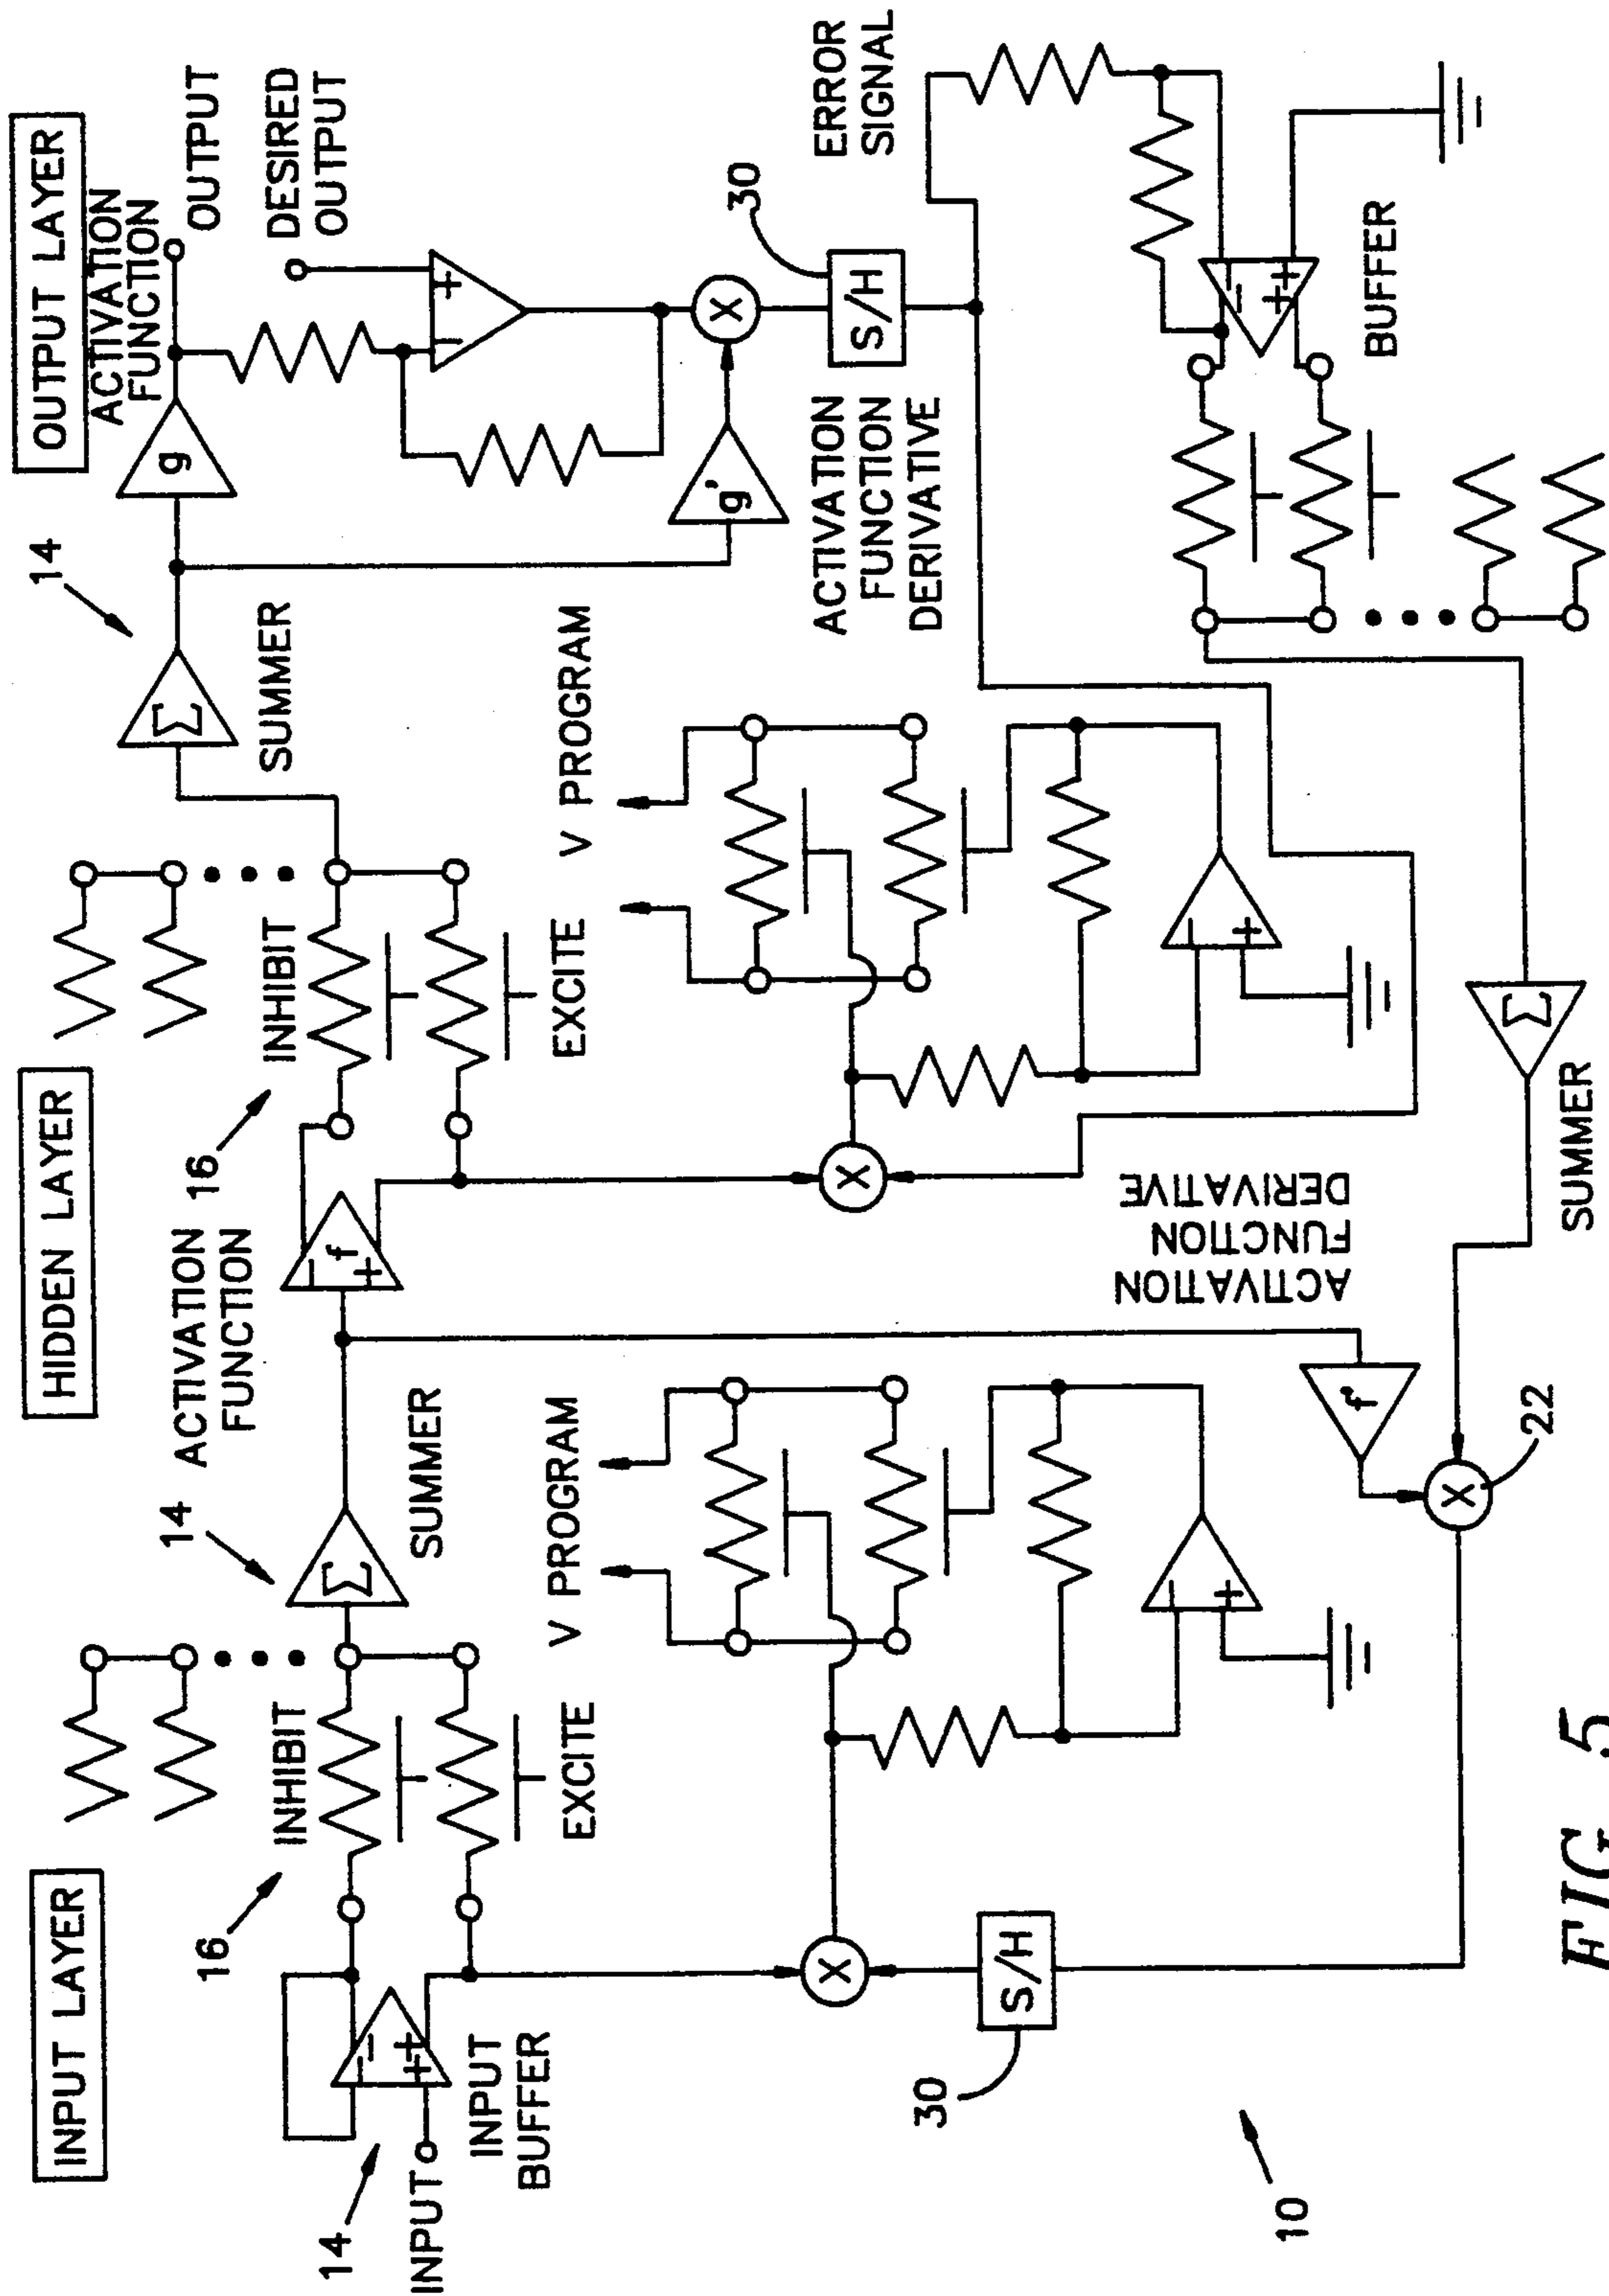 INPUT LAYER
HIDDEN LAYER
OUTPUT LAYER
14
INPUT
INPUT
BUFFER
- -
+ +
16
INHIBIT
EXCITE
14
Σ
SUMMER
ACTIVATION
FUNCTION
-
f
+
16
INHIBIT
EXCITE
14
Σ
SUMMER
g
ACTIVATION
FUNCTION
OUTPUT
DESIRED
OUTPUT
- +
X
g'
ACTIVATION
FUNCTION
DERIVATIVE
30
S/H
ERROR
SIGNAL
V PROGRAM
X
-
+
V PROGRAM
X
-
+
30
S/H
ACTIVATION
FUNCTION
DERIVATIVE
f'
X
22
Σ
SUMMER
- -
+ +
BUFFER
10
FIG. 5